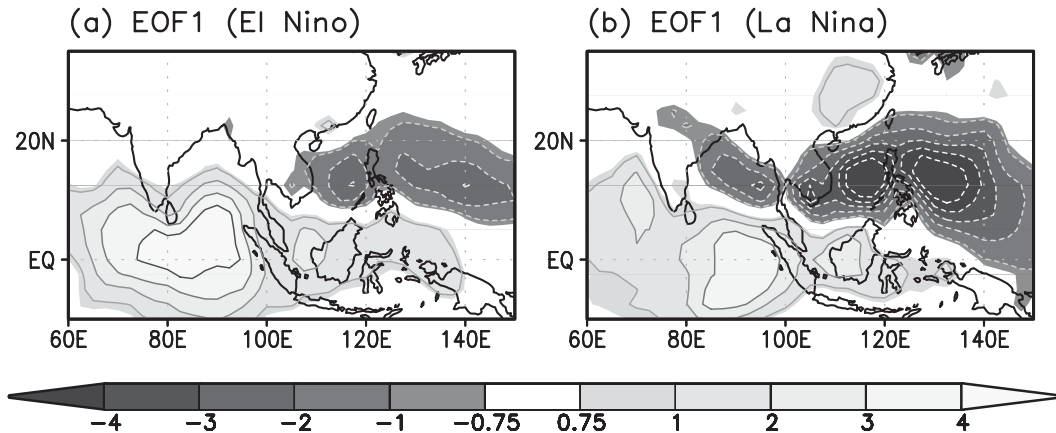 (a) EOF1 (El Nino) (b) EOF1 (La Nina)
20N 20N
EQ EQ
60E 80E 100E 120E 140E 60E 80E 100E 120E 140E
-4 -3 -2 -1 -0.75 0.75 1 2 3 4